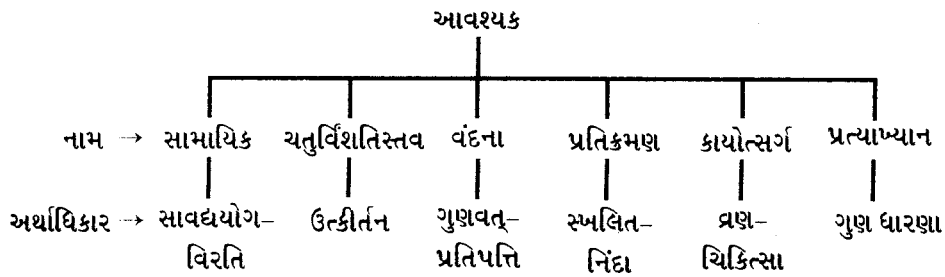 આવશ્યક
નામ → સામાયિક ચતુર્વિંશતિસ્તવ વંદના પ્રતિક્રમણ કાયોત્સર્ગ પ્રત્યાખ્યાન
અર્થાધિકાર → સાવદ્યયોગ– ઉત્કીર્તન ગુણવત્– સ્ખલિત– વ્રણ– ગુણ ધારણા
વિરતિ પ્રતિપત્તિ નિંદા ચિકિત્સા